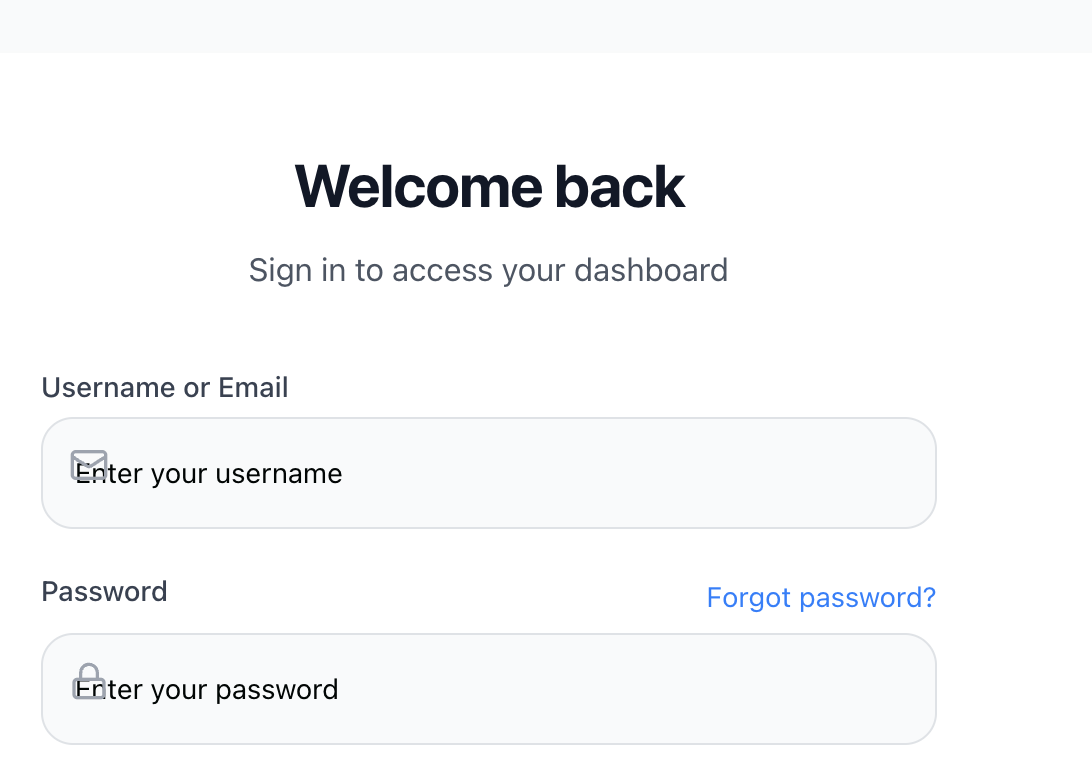 Welcome back
Sign in to access your dashboard
Username or Email
Enter your username
Password
Forgot password?
Enter your password